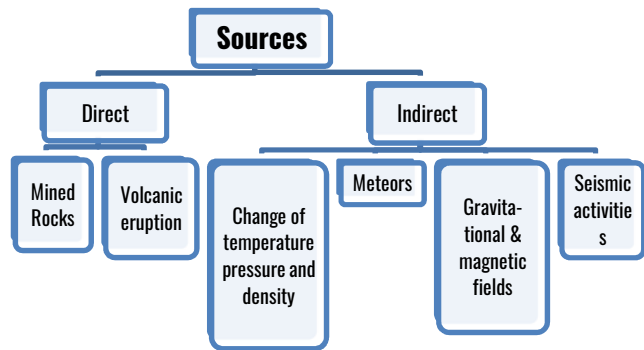 Sources
Direct
Indirect
Mined
Rocks
Volcanic
eruption
Change of
temperature
pressure and
density
Meteors
Gravita-
tional &
magnetic
fields
Seismic
activitie
s